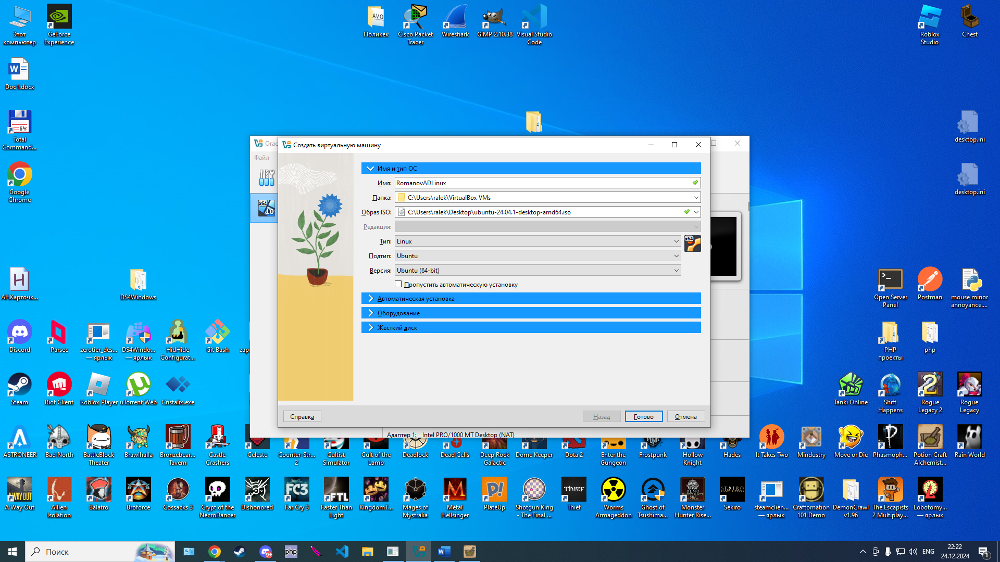 Этот
компьютер
GeForce
Experience
AVO
Поликек
Cisco Packet
Tracer
Wireshark
GIMP 2.10.38
Visual Studio
Code
Roblox
Studio
Chest
W
Doc1.docx
64
Total
Command...
Google
Chrome
desktop.ini
desktop.ini
Создать виртуальную машину
Файл
x64
10
Имя и тип ОС
Имя: RomanovADLinux
Папка: C:\Users\ralek\VirtualBox VMs
Образ ISO: C:\Users\ralek\Desktop\ubuntu-24.04.1-desktop-amd64.iso
Редакция:
Тип: Linux
x64
Подтип: Ubuntu
Версия: Ubuntu (64-bit)
Пропустить автоматическую установку
Автоматическая установка
Оборудование
Жёсткий диск
Справка
Назад
Готово
Отмена
Адаптер 1: Intel PRO/1000 MT Desktop (NAT)
H
АНКарточк...
DS4Windows
Open Server
Panel
Postman
mouse minor
annoyance....
Discord
Parsec
zerotier_des...
— ярлык
DS4Windo...
— ярлык
HidHide
Configurat...
Git Bash
PHP
проекты
php
Steam
Riot Client
Roblox Player
uTorrent Web
Cristalix.exe
Tanki Online
Shift
Happens
2
Rogue
Legacy 2
Rogue
Legacy
ASTRONEER
Bad North
BattleBlock
Theater
Brawlhalla
Bronzebear...
Tavern
Castle
Crashers
Celeste
Counter-Str...
2
Cultist
Simulator
Cult of the
Lamb
Deadlock
Dead Cells
Deep Rock
Galactic
Dome Keeper
Dota 2
Enter the
Gungeon
Frostpunk
Hollow
Knight
Hades
It Takes Two
Mindustry
Move or Die
Phasmoph...
Potion Craft
Alchemist...
Rain World
A WAY OUT
A Way Out
Allien
Isolation
Balatro
Broforce
Cossacks 3
Crypt of the
NecroDancer
Dishonored
FC3
Far Cry 3
FTL
Faster Than
Light
KingdomT...
Mages of
Mystralia
Metal
Hellsinger
P!
PlateUp
Shotgun King
- The Final ...
THIEF
Thief
Worms
Armageddon
Ghost of
Tsushima...
DEMO
Monster
Hunter Rise...
SEKIRO
Sekiro
steamclien...
— ярлык
Craftomation
101 Demo
DemonCrawl
v1.96
The Escapists
2 Multiplay...
Lobotomy...
— ярлык
Поиск
9+
php
W
ENG
22:22
24.12.2024
1